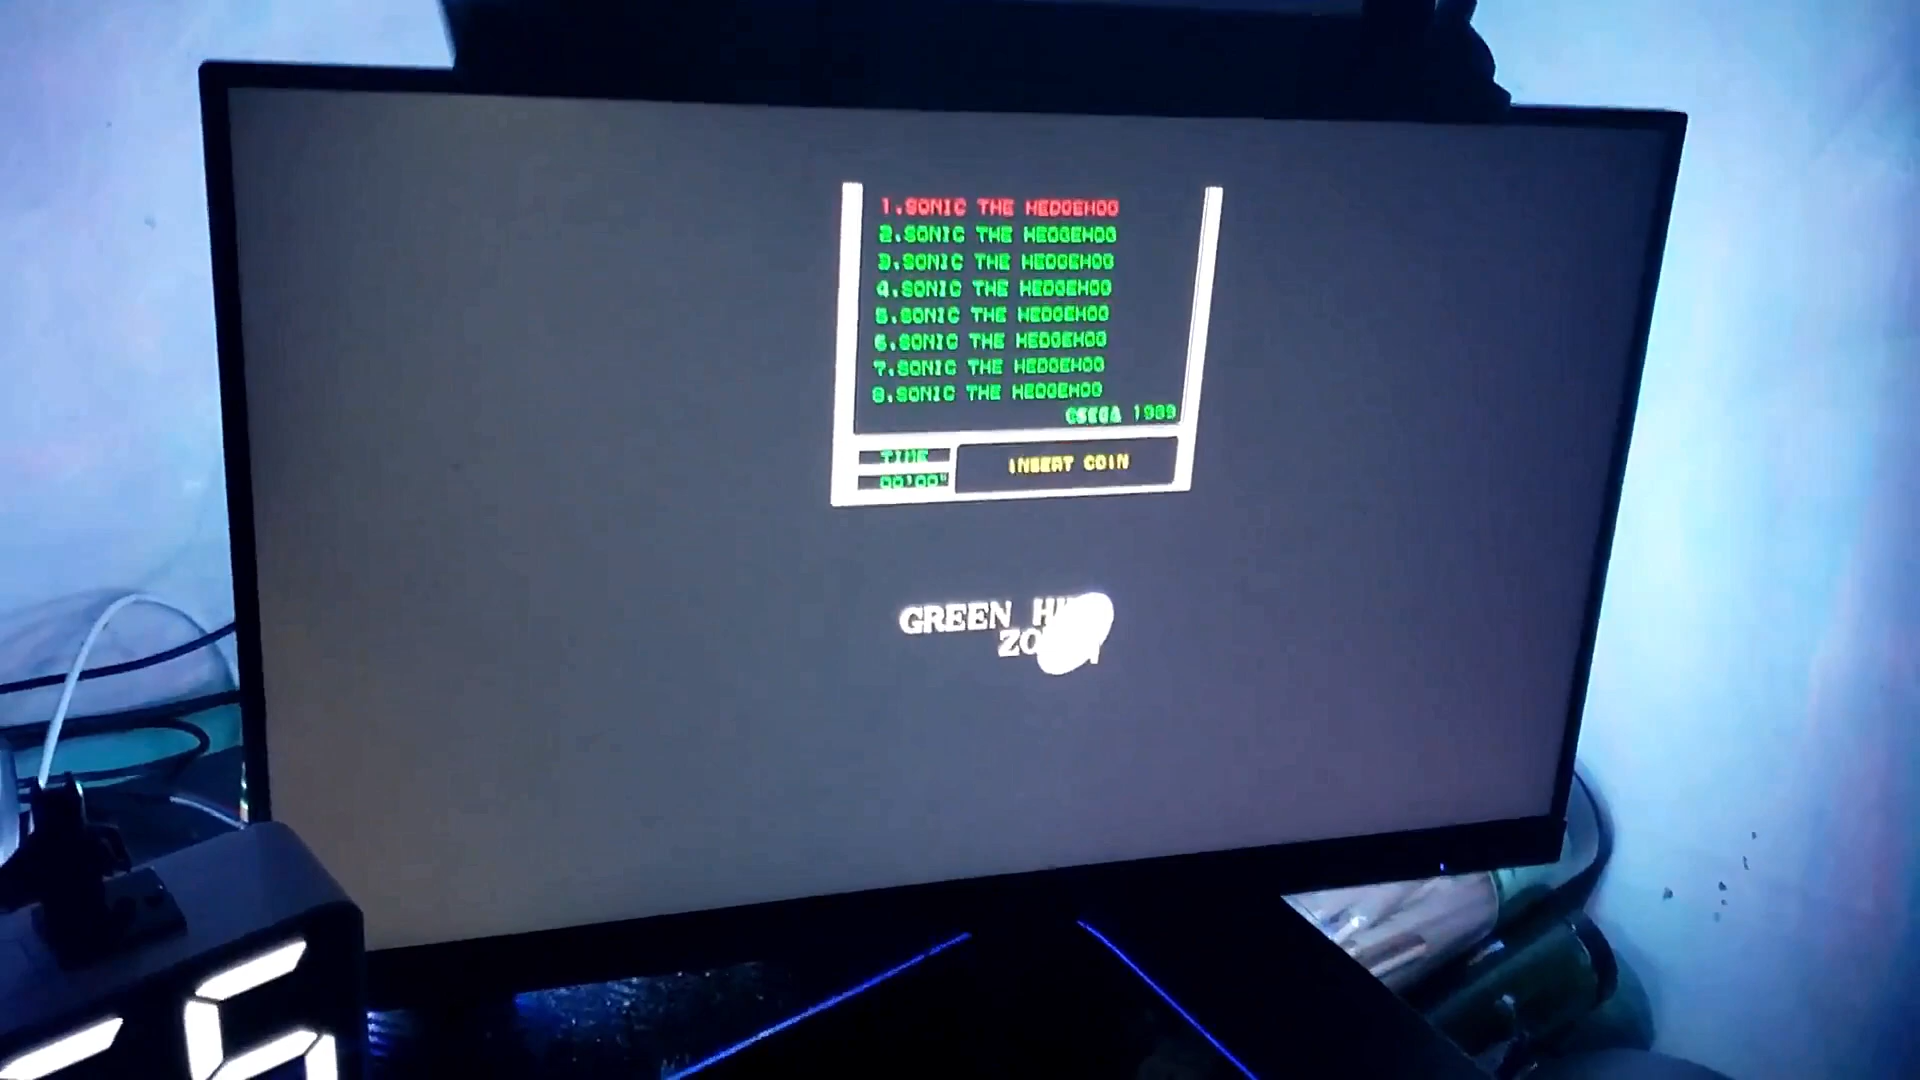 1.SONIC THE HEDGEHOG
2.SONIC THE HEDGEHOG
3.SONIC THE HEDGEHOG
4.SONIC THE HEDGEHOG
5.SONIC THE HEDGEHOG
6.SONIC THE HEDGEHOG
7.SONIC THE HEDGEHOG
8.SONIC THE HEDGEHOG
©SEGA 1989
TIME
00'00"
INSERT COIN
GREEN